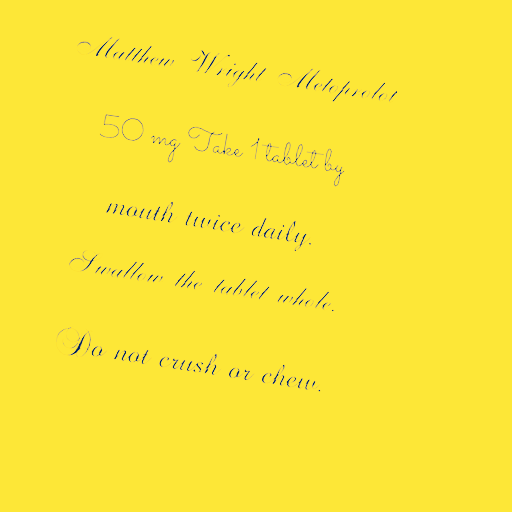 Matthew Wright Metoprolol
50 mg Take 1 tablet by
mouth twice daily.
Swallow the tablet whole.
Do not crush or chew.